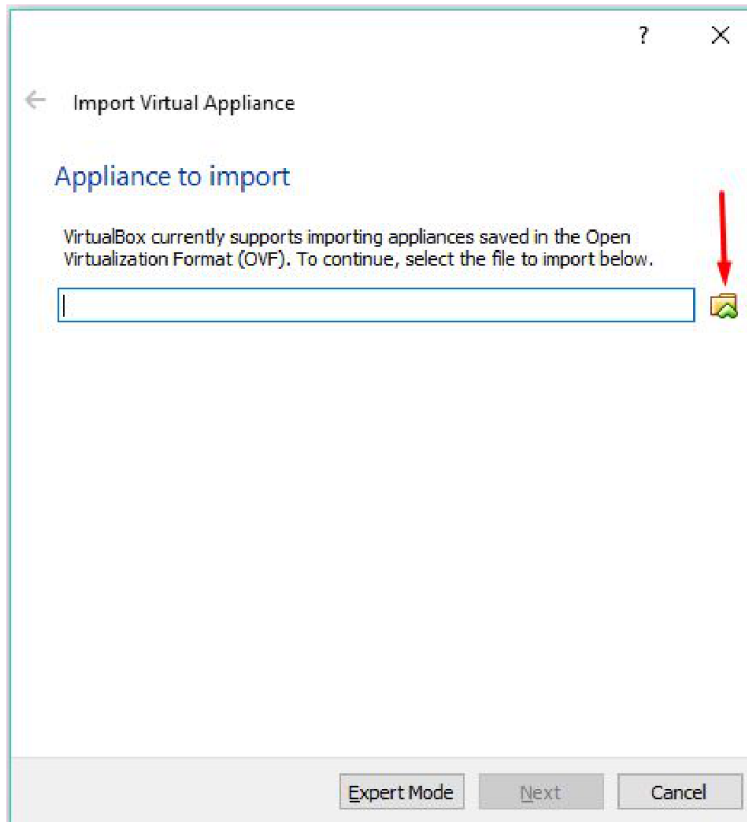 ?
Import Virtual Appliance
Appliance to import
VirtualBox currently supports importing appliances saved in the Open
Virtualization Format (OVF). To continue, select the file to import below.
Expert Mode Next Cancel